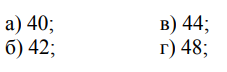 а) 40; в) 44;
б) 42; г) 48;